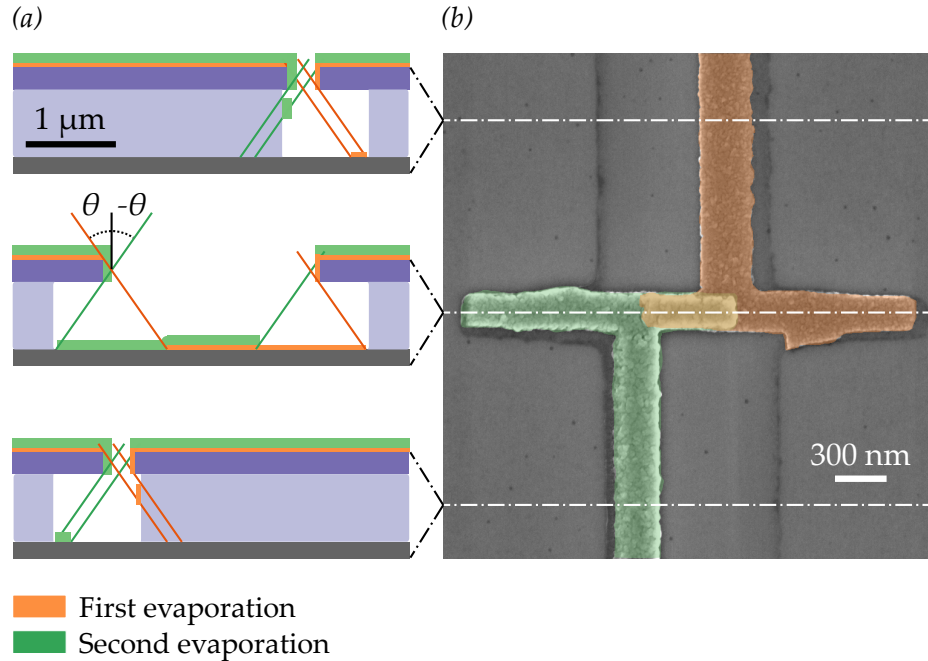 (a)
(b)
1 μm
θ -θ
300 nm
First evaporation
Second evaporation